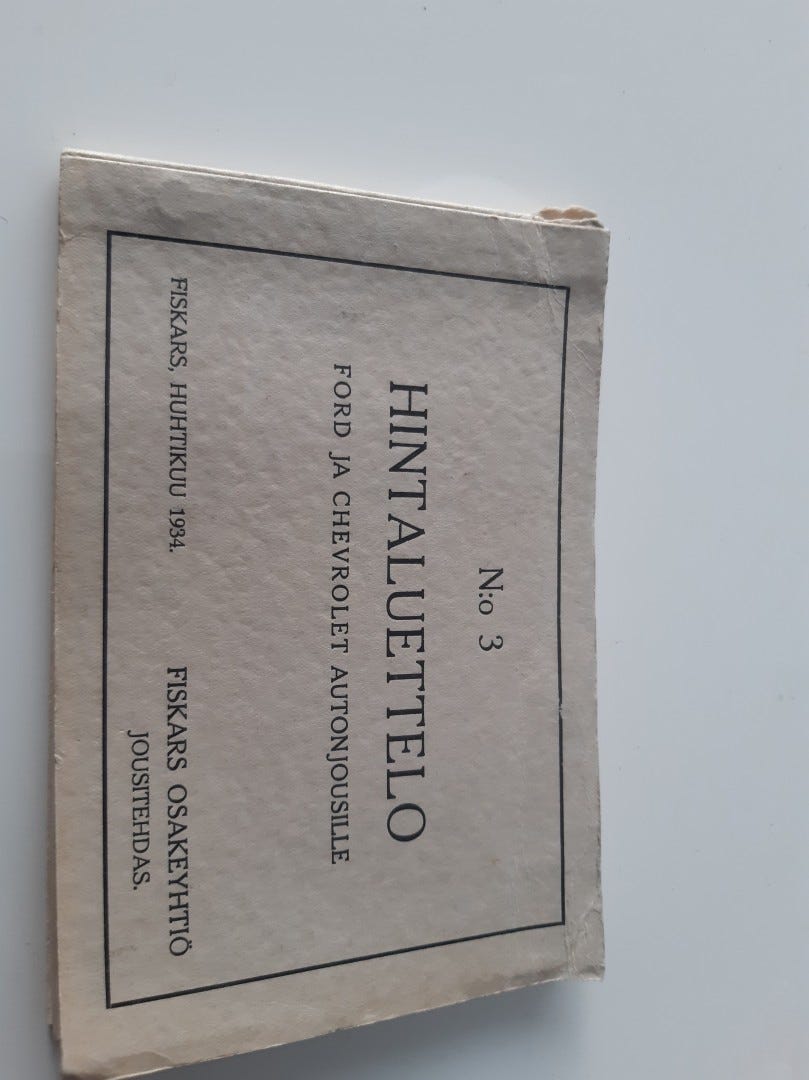 N:o 3
HINTALUETTELO
FORD JA CHEVROLET AUTONJOUSILLE
FISKARS, HUHTIKUU 1934.
FISKARS OSAKEYHTIÖ
JOUSITEHDAS.